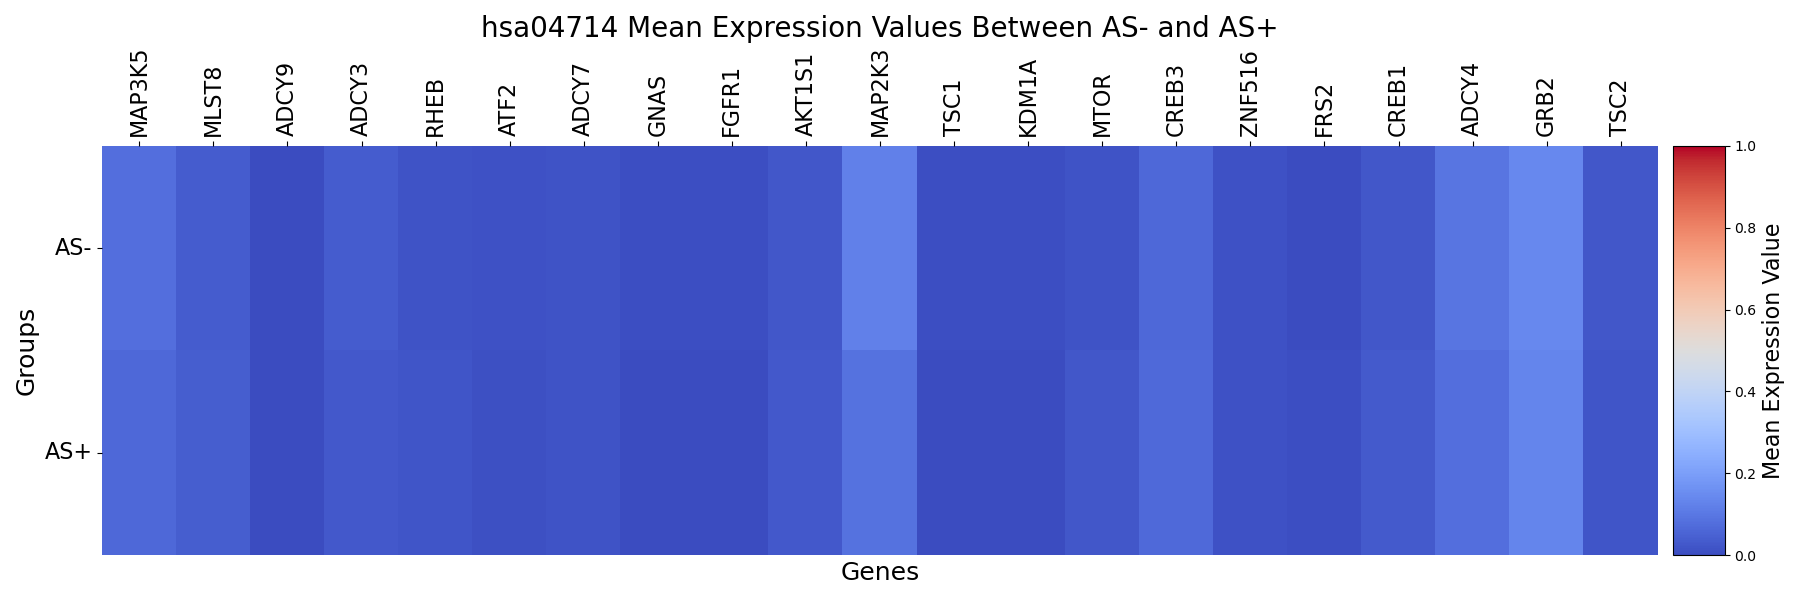 hsa04714 Mean Expression Values Between AS- and AS+
MAP3K5
MLST8
ADCY9
ADCY3
RHEB
ATF2
ADCY7
GNAS
FGFR1
AKT1S1
MAP2K3
TSC1
KDM1A
MTOR
CREB3
ZNF516
FRS2
CREB1
ADCY4
GRB2
TSC2
Groups
AS-
AS+
Genes
1.0
0.8
0.6
0.4
0.2
0.0
Mean Expression Value